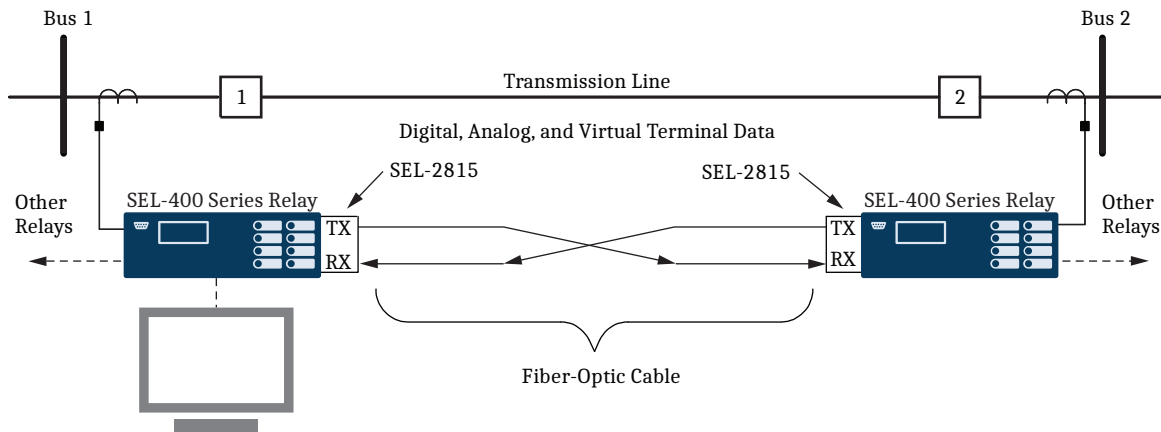 Bus 1
Bus 2
Transmission Line
1
2
Digital, Analog, and Virtual Terminal Data
SEL-2815
SEL-2815
Other
Relays
SEL-400 Series Relay
TX
RX
TX
RX
SEL-400 Series Relay
Other
Relays
Fiber-Optic Cable